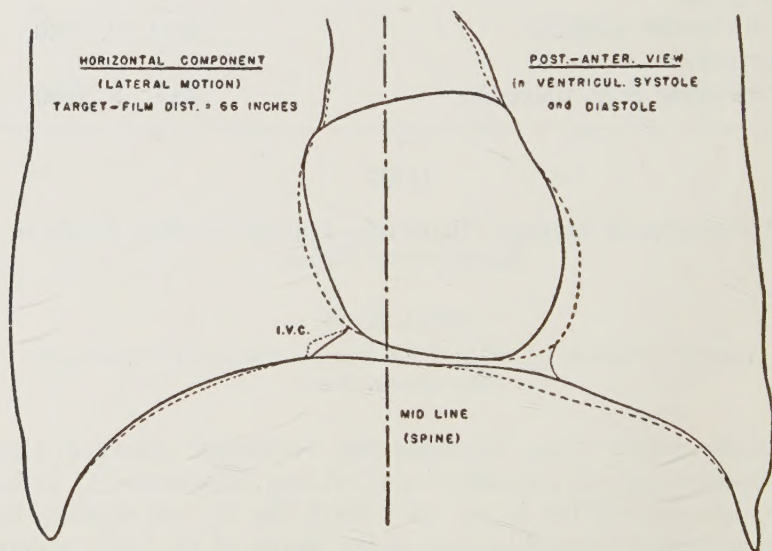 HORIZONTAL COMPONENT
(LATERAL MOTION)
TARGET-FILM DIST. = 66 INCHES
POST.-ANTER. VIEW
in VENTRICUL. SYSTOLE
and DIASTOLE
I.V.C.
MID LINE
(SPINE)